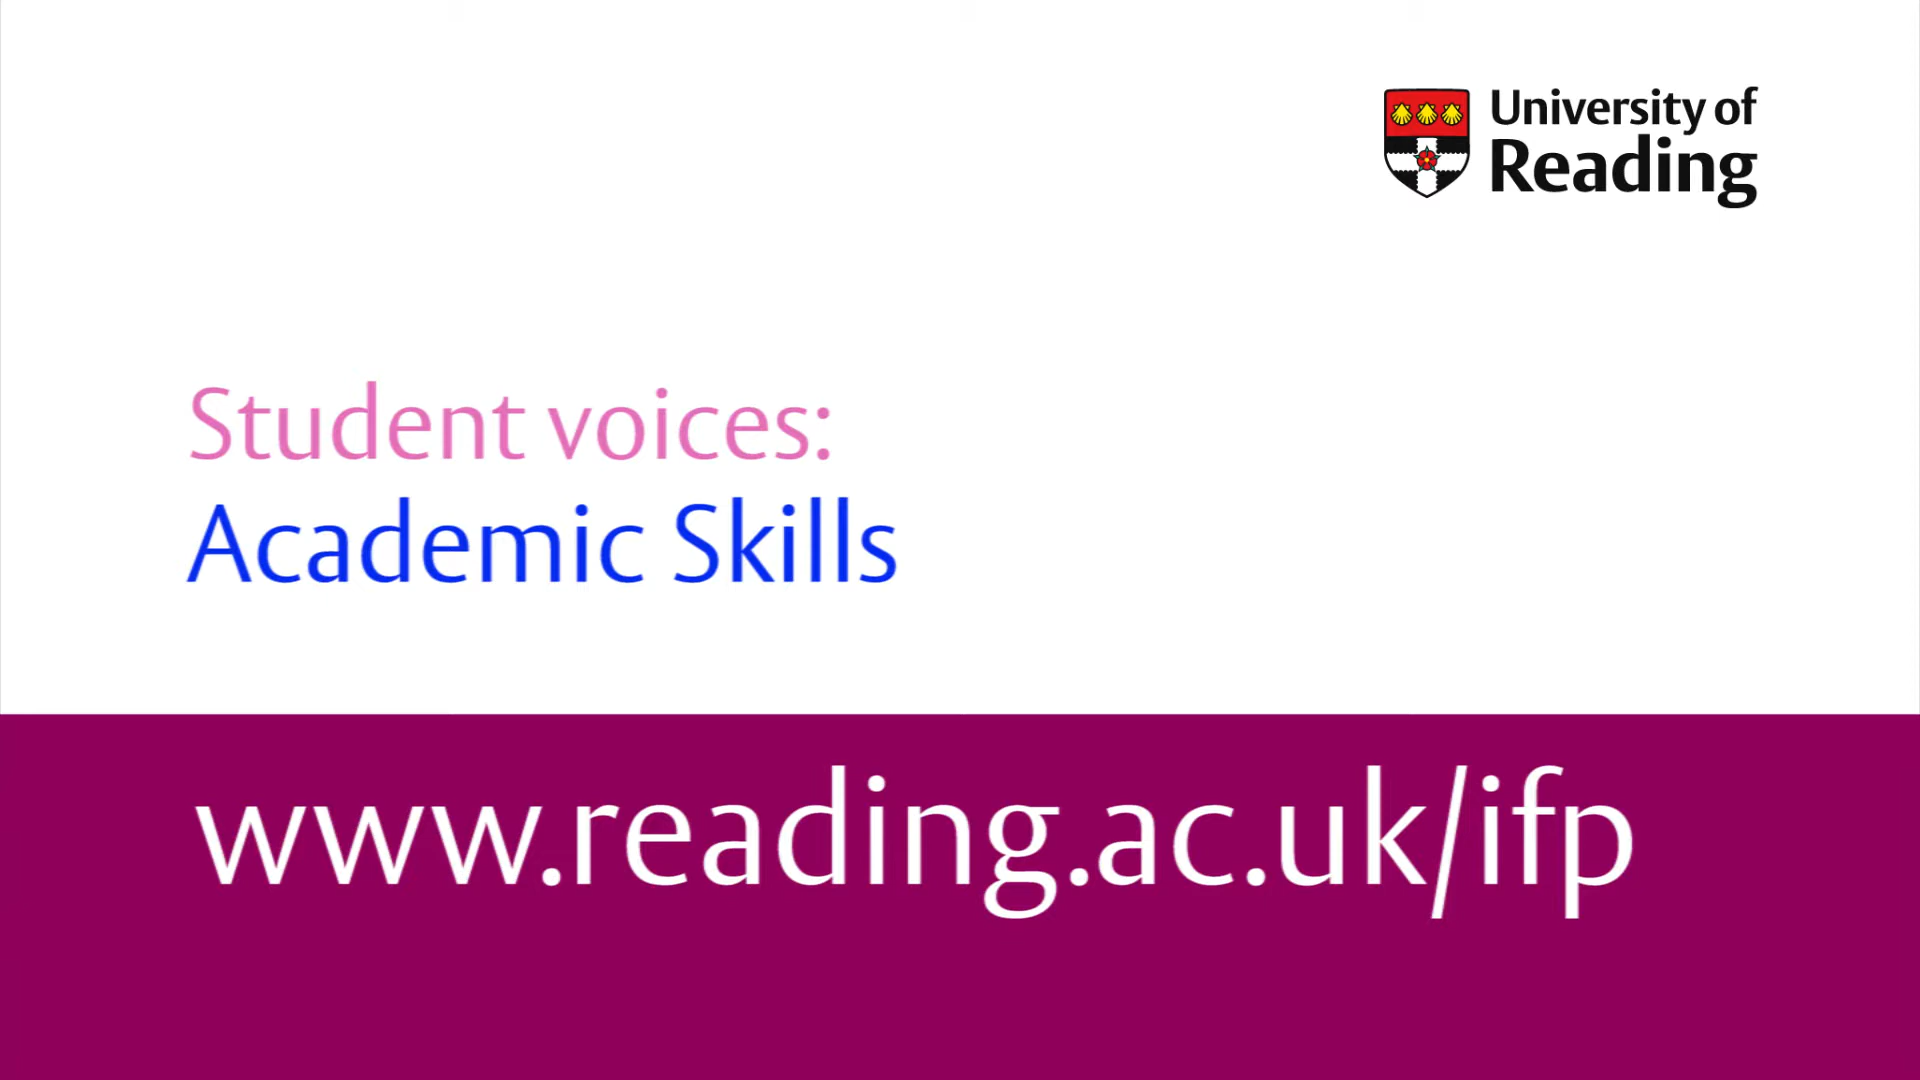 University of
Reading
Student voices:
Academic Skills
www.reading.ac.uk/ifp